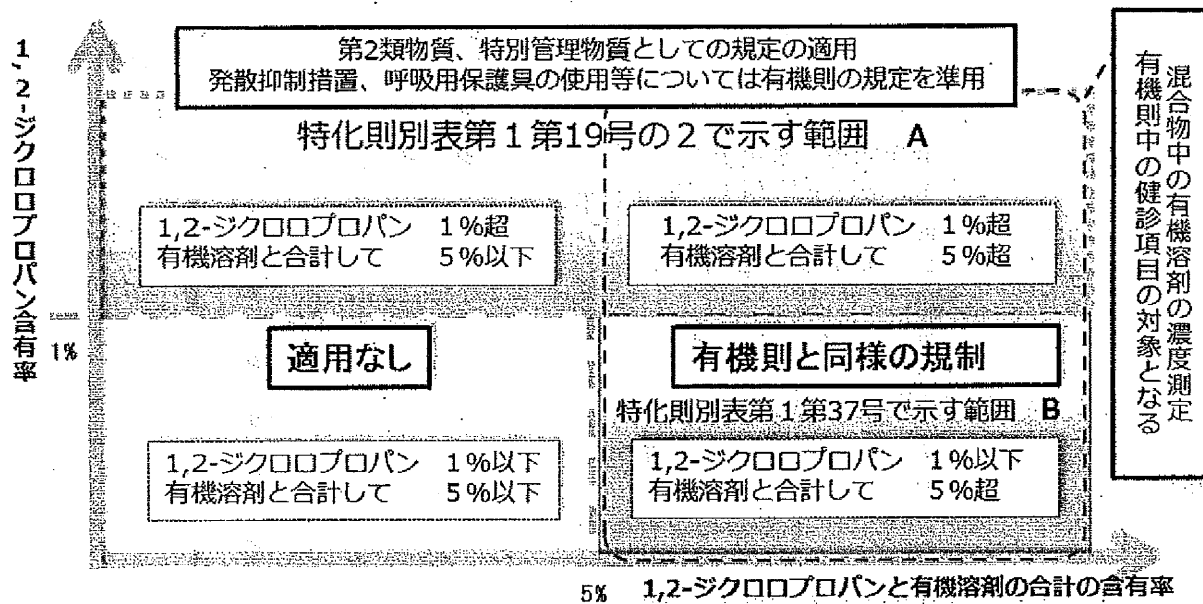 第2類物質、特別管理物質としての規定の適用
発散抑制措置、呼吸用保護具の使用等については有機則の規定を準用
混合物中の有機溶剤の濃度測定
有機則中の健診項目の対象となる
1,2-ジクロロプロパン含有率
特化則別表第1第19号の2で示す範囲 A
1,2-ジクロロプロパン 1%超
有機溶剤と合計して 5%以下
1,2-ジクロロプロパン 1%超
有機溶剤と合計して 5%超
1%
適用なし
有機則と同様の規制
特化則別表第1第37号で示す範囲 B
1,2-ジクロロプロパン 1%以下
有機溶剤と合計して 5%以下
1,2-ジクロロプロパン 1%以下
有機溶剤と合計して 5%超
5%
1,2-ジクロロプロパンと有機溶剤の合計の含有率